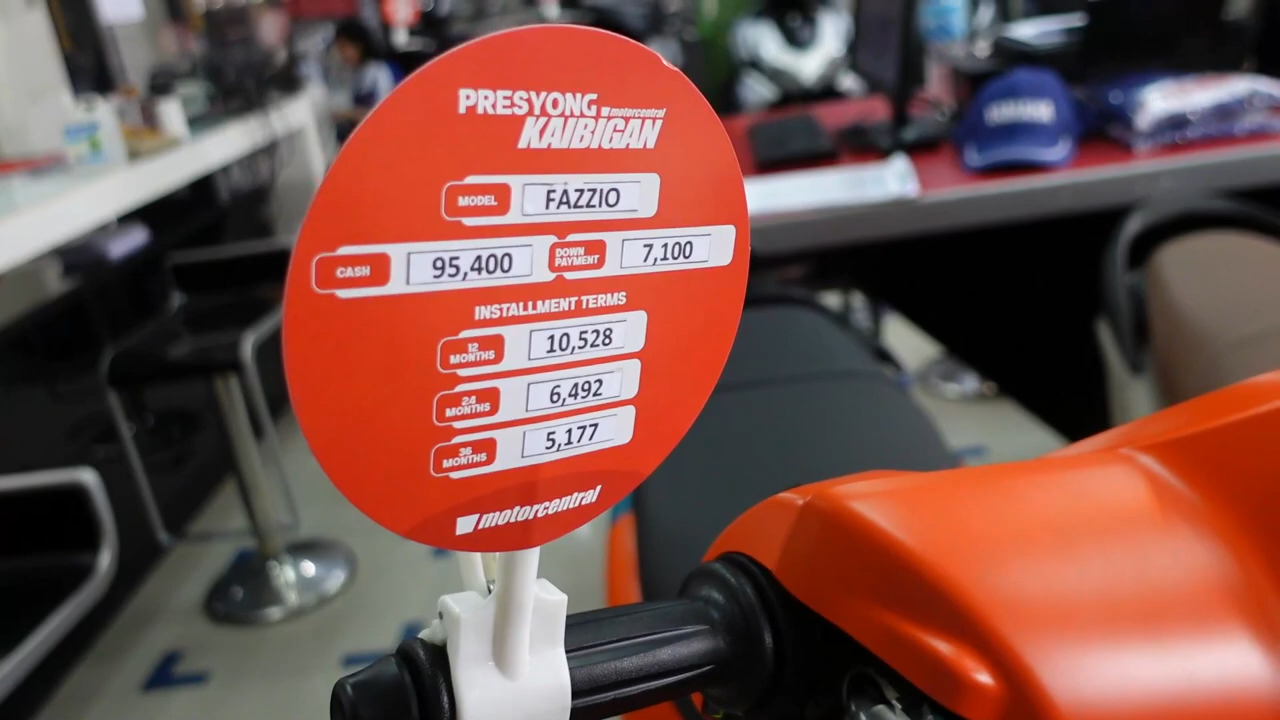 PRESYONG motorcentral
KAIBIGAN
MODEL FAZZIO
CASH 95,400 DOWN PAYMENT 7,100
INSTALLMENT TERMS
12 MONTHS 10,528
24 MONTHS 6,492
36 MONTHS 5,177
motorcentral
YAMAHA